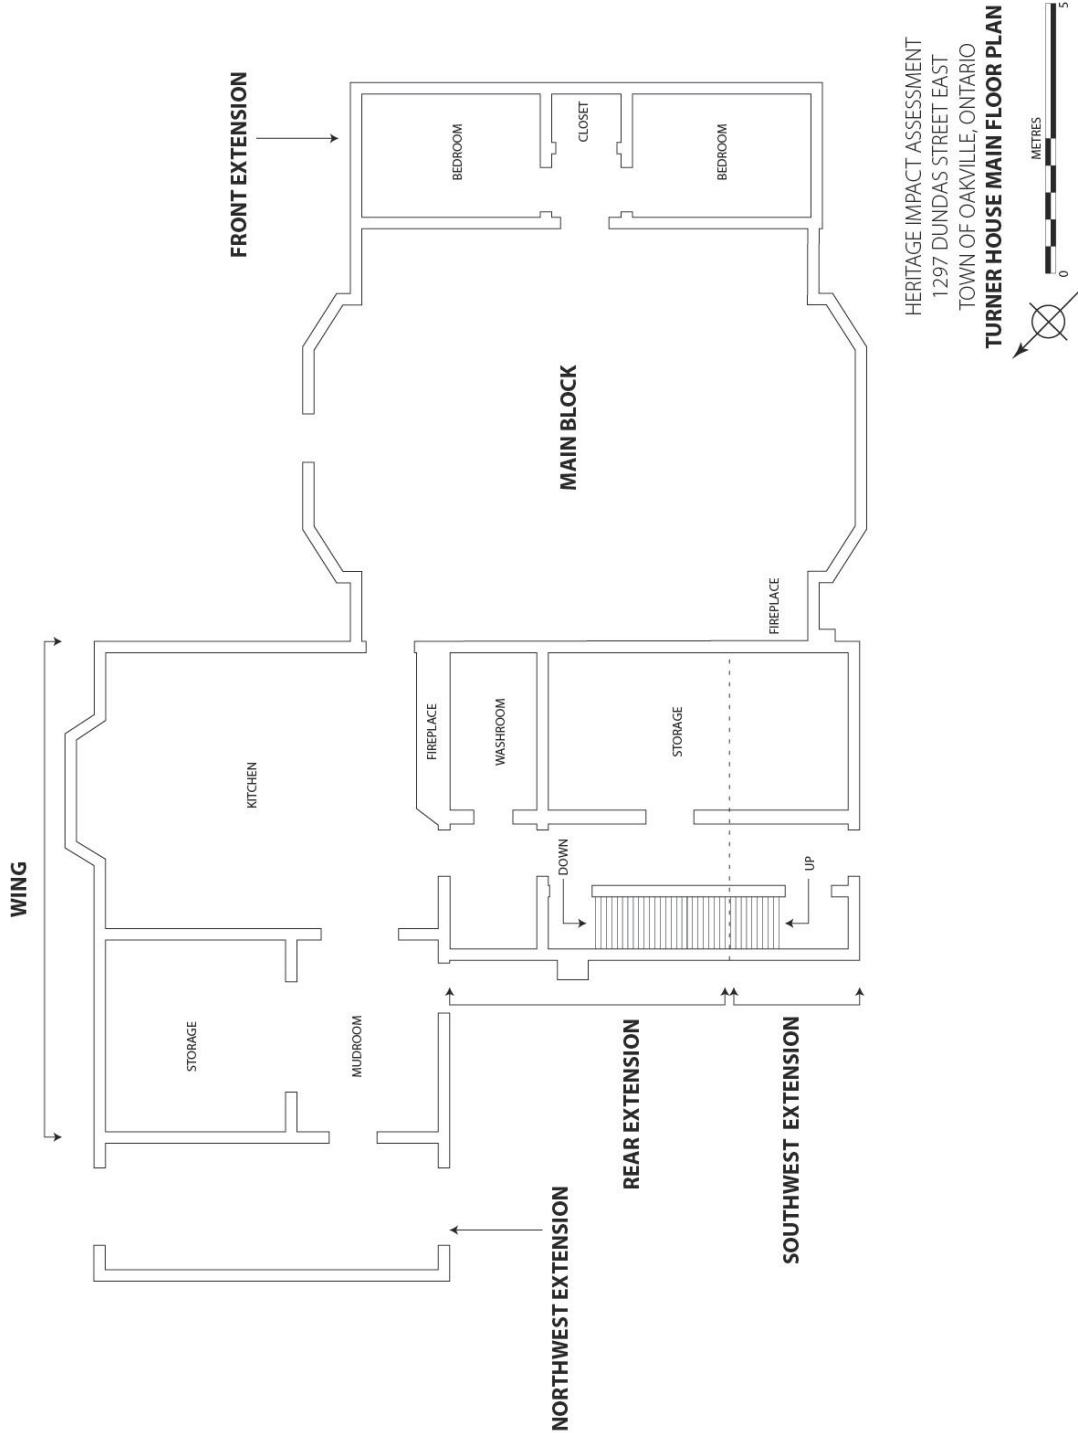 WING
FRONT EXTENSION
BEDROOM
CLOSET
BEDROOM
MAIN BLOCK
FIREPLACE
KITCHEN
FIREPLACE
WASHROOM
STORAGE
DOWN
UP
STORAGE
MUDROOM
NORTHWEST EXTENSION
REAR EXTENSION
SOUTHWEST EXTENSION
HERITAGE IMPACT ASSESSMENT
1297 DUNDAS STREET EAST
TOWN OF OAKVILLE, ONTARIO
TURNER HOUSE MAIN FLOOR PLAN
METRES
0
5